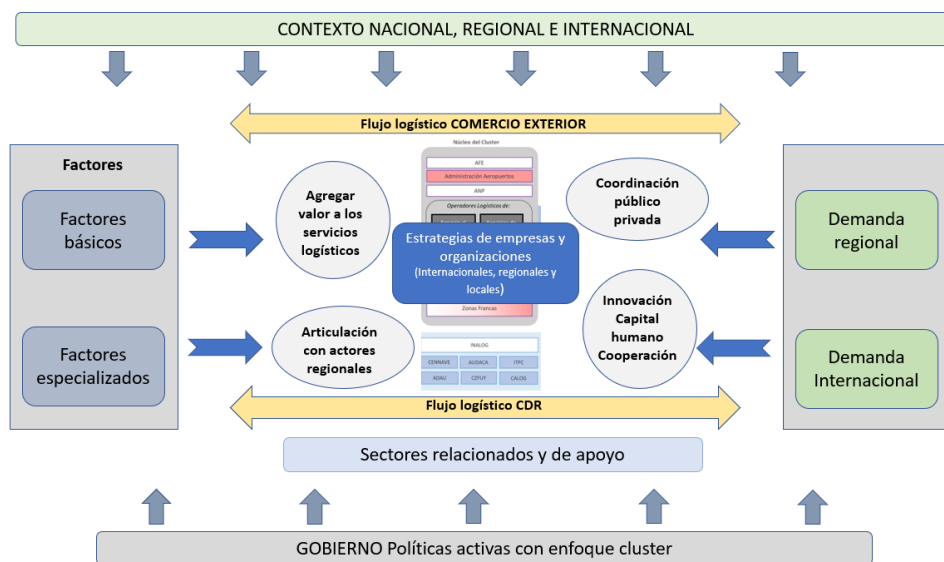 CONTEXTO NACIONAL, REGIONAL E INTERNACIONAL
Flujo logístico COMERCIO EXTERIOR
Factores
Factores
básicos
Factores
especializados
Agregar
valor a los
servicios
logísticos
Articulación
con actores
regionales
Núcleo del Cluster
AFE
Administración Aeropuertos
ANP
Operadores Logísticos de:
Estrategias de empresas y
organizaciones
(Internacionales, regionales y
locales)
Zonas Francas
INALOG
CENNAVE AUDACA ITPC
ADAU CZFUY CALOG
Coordinación
público
privada
Innovación
Capital
humano
Cooperación
Demanda
regional
Demanda
Internacional
Flujo logístico CDR
Sectores relacionados y de apoyo
GOBIERNO Políticas activas con enfoque cluster